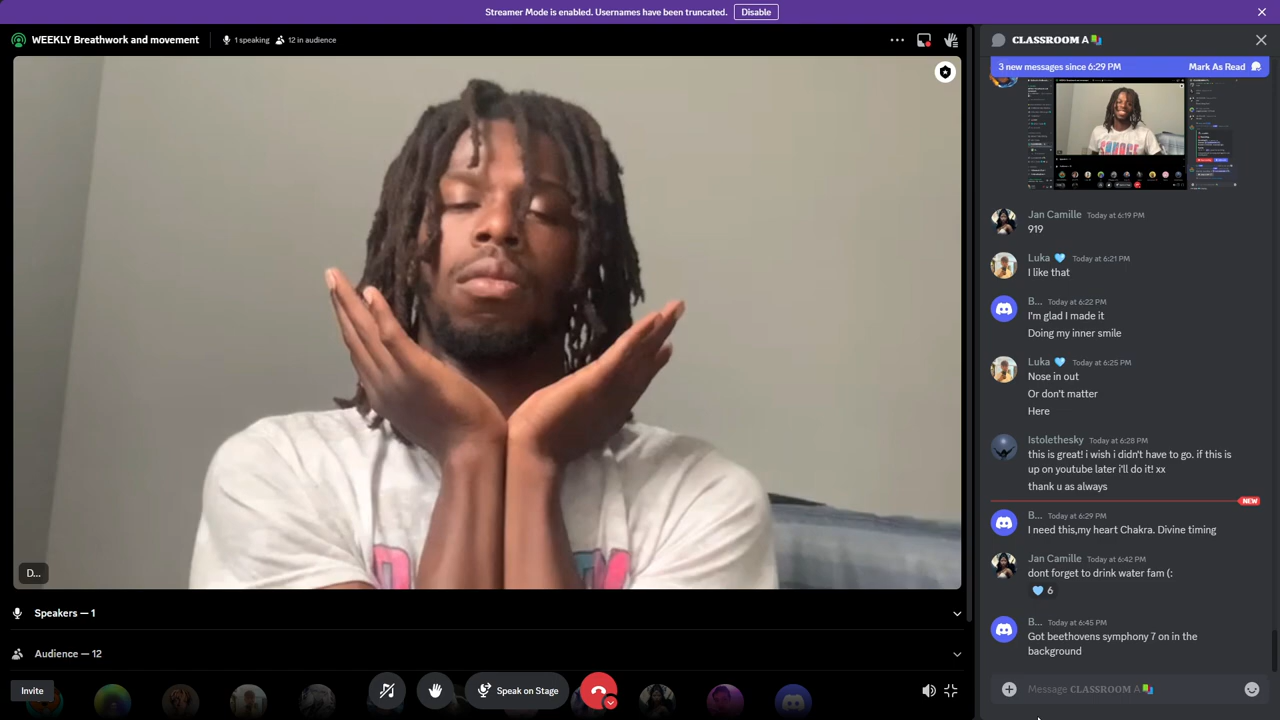 Streamer Mode is enabled. Usernames have been truncated. Disable
WEEKLY Breathwork and movement 1 speaking 12 in audience
D...
Speakers — 1
Audience — 12
Invite
Speak on Stage
CLASSROOM A
3 new messages since 6:29 PM Mark As Read
Jan Camille Today at 6:19 PM
919
Luka 💙 Today at 6:21 PM
I like that
B... Today at 6:22 PM
I'm glad I made it
Doing my inner smile
Luka 💙 Today at 6:25 PM
Nose in out
Or don't matter
Here
Istolethesky Today at 6:28 PM
this is great! i wish i didn't have to go. if this is
up on youtube later i'll do it! xx
thank u as always
NEW
B... Today at 6:29 PM
I need this,my heart Chakra. Divine timing
Jan Camille Today at 6:42 PM
dont forget to drink water fam (:
💙 6
B... Today at 6:45 PM
Got beethovens symphony 7 on in the
background
Message CLASSROOM A